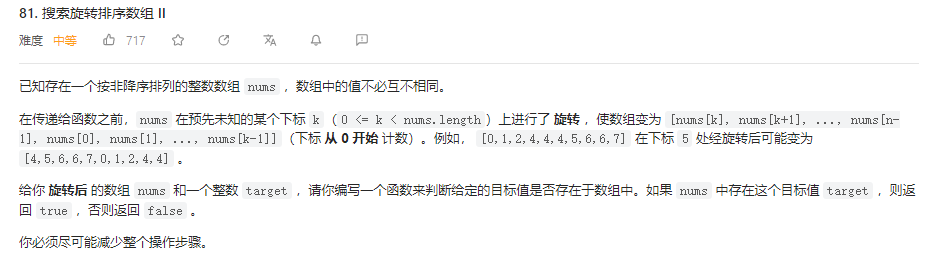 81. 搜索旋转排序数组 II
难度 中等 717
已知存在一个按非降序排列的整数数组 nums ，数组中的值不必互不相同。
在传递给函数之前，nums 在预先未知的某个下标 k（0 <= k < nums.length）上进行了 旋转 ，使数组变为 [nums[k], nums[k+1], ..., nums[n-
1], nums[0], nums[1], ..., nums[k-1]]（下标 从 0 开始 计数）。例如， [0,1,2,4,4,4,5,6,6,7] 在下标 5 处经旋转后可能变为
[4,5,6,6,7,0,1,2,4,4] 。
给你 旋转后 的数组 nums 和一个整数 target ，请你编写一个函数来判断给定的目标值是否存在于数组中。如果 nums 中存在这个目标值 target ，则返
回 true ，否则返回 false 。
你必须尽可能减少整个操作步骤。